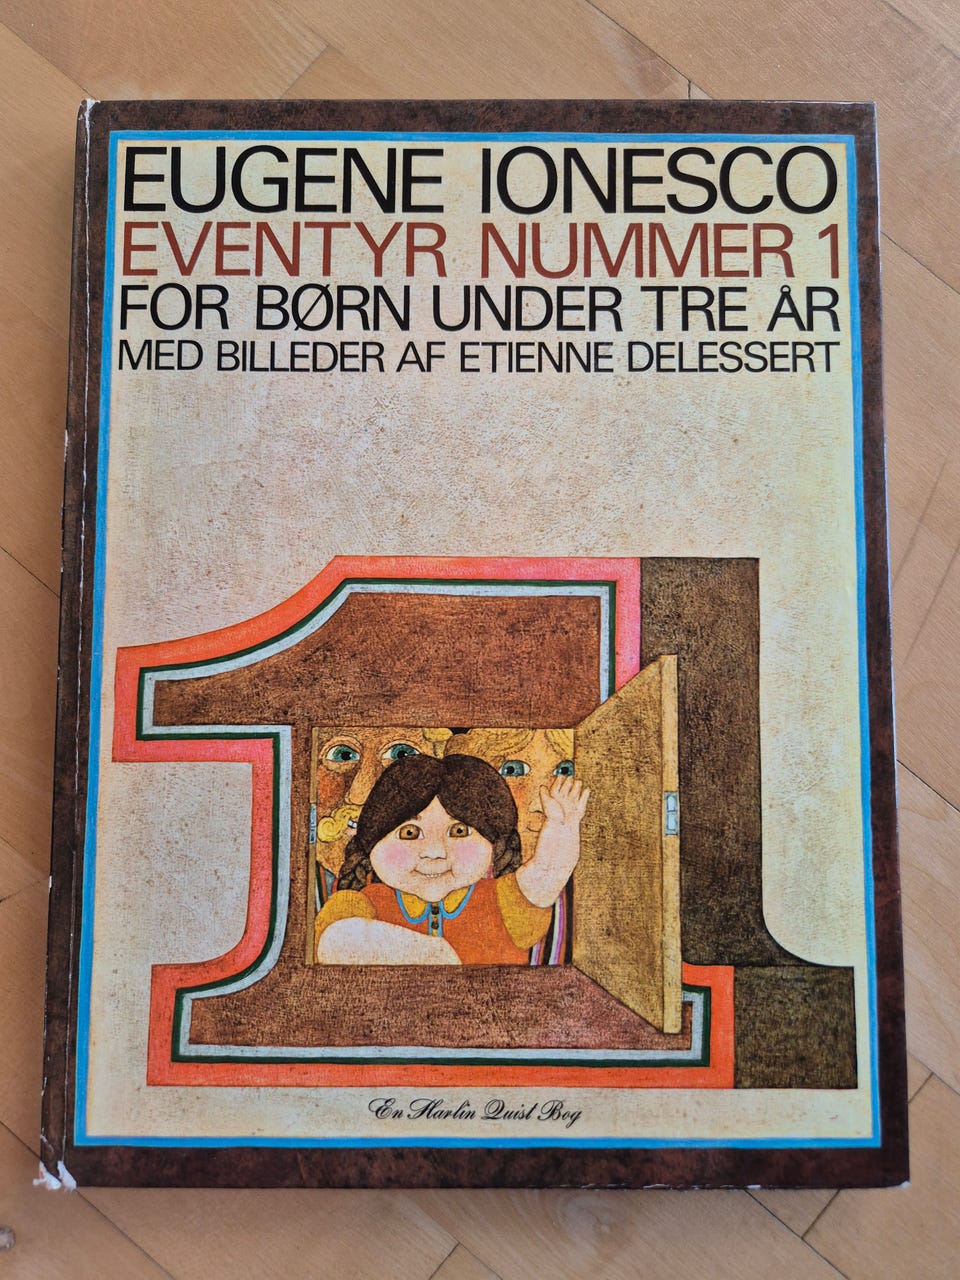 EUGENE IONESCO
EVENTYR NUMMER 1
FOR BØRN UNDER TRE ÅR
MED BILLEDER AF ETIENNE DELESSERT
En Harlin Quist Bog